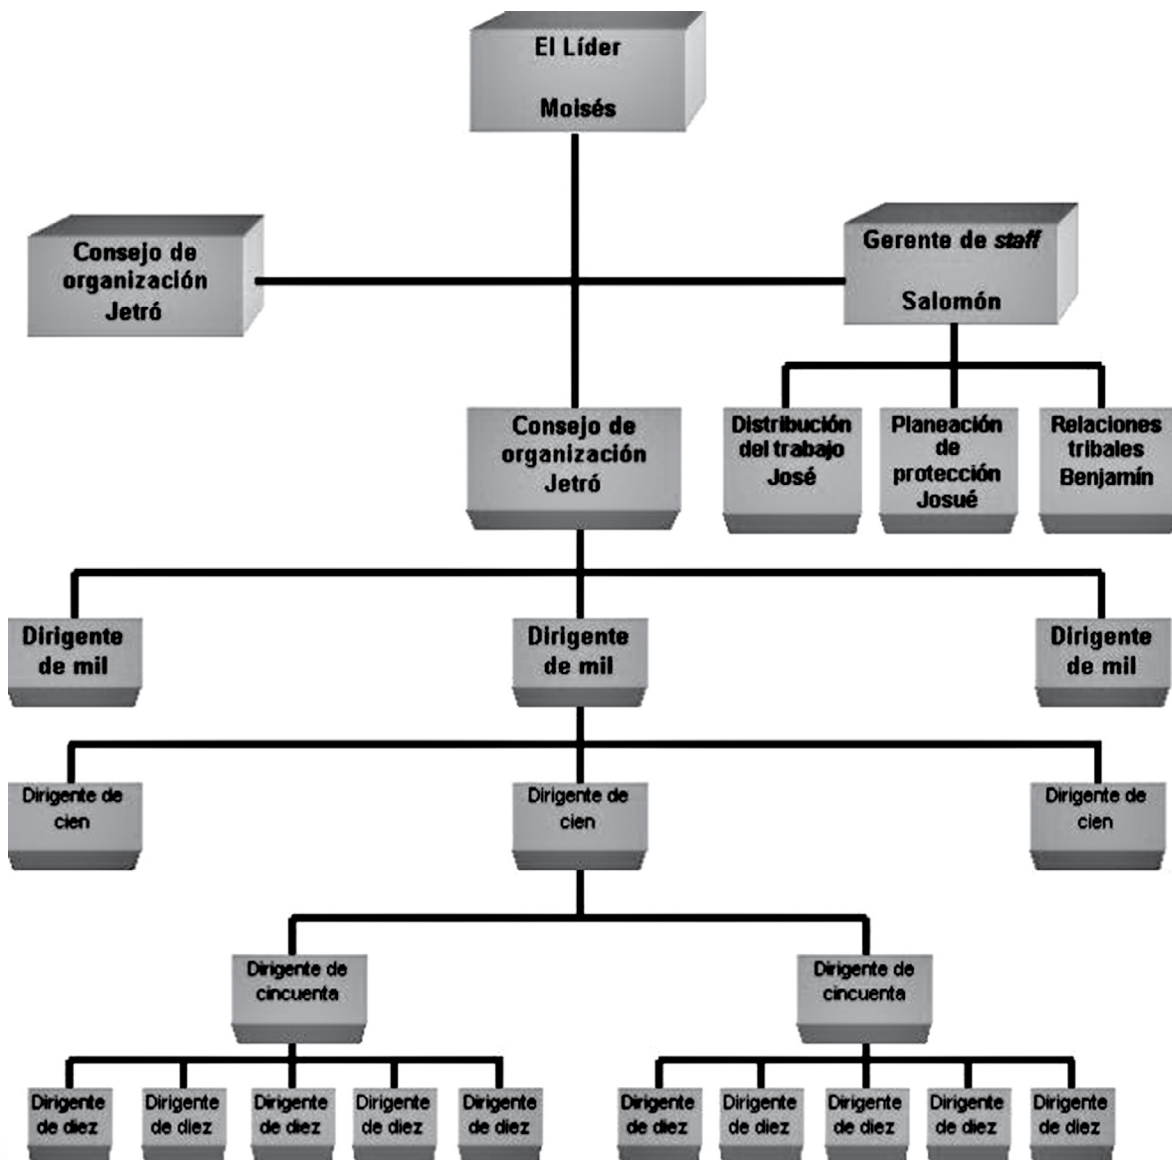 El Líder
Moisés
Consejo de
organización
Jetró
Gerente de staff
Salomón
Consejo de
organización
Jetró
Distribución
del trabajo
José
Planeación
de
protección
Josué
Relaciones
tribales
Benjamín
Dirigente
de mil
Dirigente
de mil
Dirigente
de mil
Dirigente de
cien
Dirigente de
cien
Dirigente de
cien
Dirigente de
cincuenta
Dirigente de
cincuenta
Dirigente
de diez
Dirigente
de diez
Dirigente
de diez
Dirigente
de diez
Dirigente
de diez
Dirigente
de diez
Dirigente
de diez
Dirigente
de diez
Dirigente
de diez
Dirigente
de diez